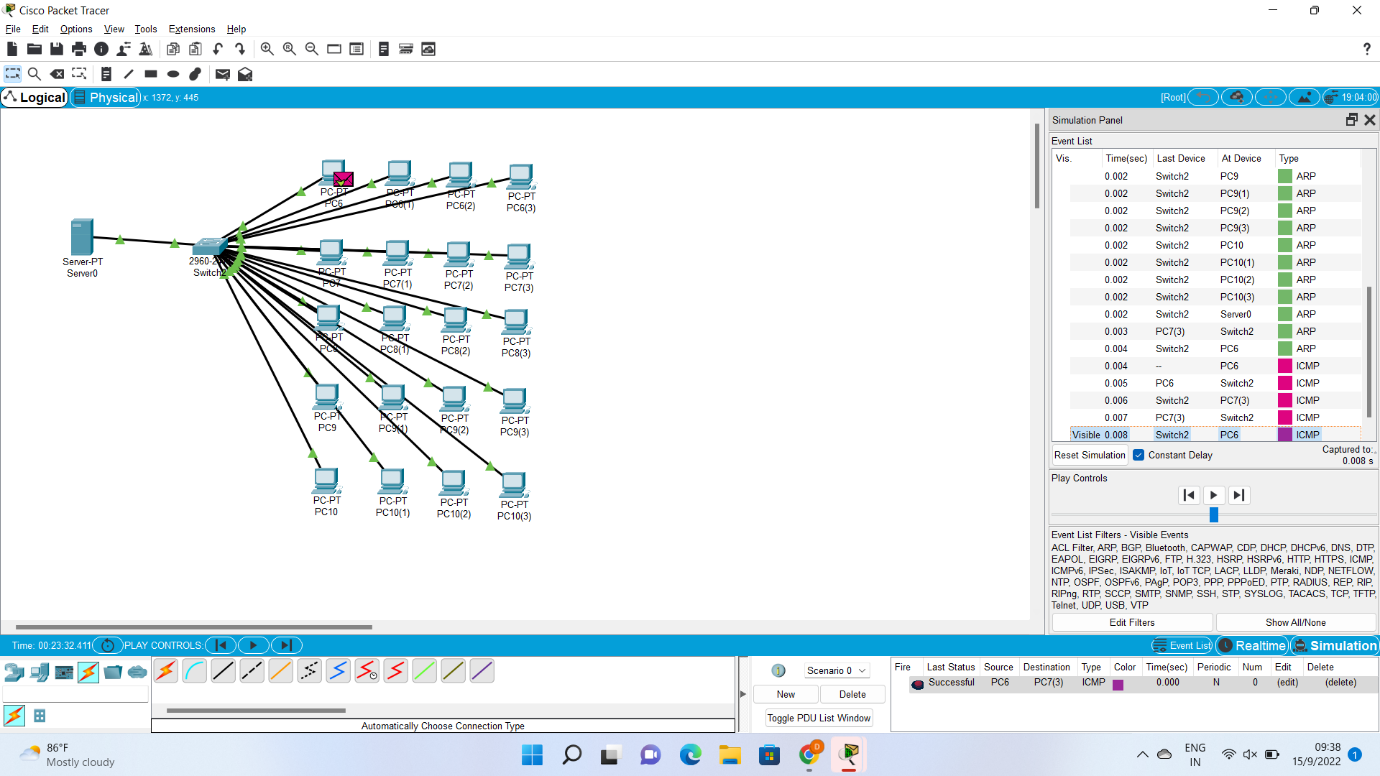 Cisco Packet Tracer
File Edit Options View Tools Extensions Help
?
Logical Physical x: 1372, y: 445 [Root] 19:04:00
Simulation Panel
Event List
Vis. Time(sec) Last Device At Device Type
0.002 Switch2 PC9 ARP
0.002 Switch2 PC9(1) ARP
0.002 Switch2 PC9(2) ARP
0.002 Switch2 PC9(3) ARP
0.002 Switch2 PC10 ARP
0.002 Switch2 PC10(1) ARP
0.002 Switch2 PC10(2) ARP
0.002 Switch2 PC10(3) ARP
0.002 Switch2 Server0 ARP
0.003 PC7(3) Switch2 ARP
0.004 Switch2 PC6 ARP
0.004 -- PC6 ICMP
0.005 PC6 Switch2 ICMP
0.006 Switch2 PC7(3) ICMP
0.007 PC7(3) Switch2 ICMP
Visible 0.008 Switch2 PC6 ICMP
Reset Simulation Constant Delay Captured to:
0.008 s
Play Controls
Event List Filters - Visible Events
ACL Filter, ARP, BGP, Bluetooth, CAPWAP, CDP, DHCP, DHCPv6, DNS, DTP,
EAPOL, EIGRP, EIGRPv6, FTP, H.323, HSRP, HSRPv6, HTTP, HTTPS, ICMP,
ICMPv6, IPSec, ISAKMP, IoT, IoT TCP, LACP, LLDP, Meraki, NDP, NETFLOW,
NTP, OSPF, OSPFv6, PAgP, POP3, PPP, PPPoED, PTP, RADIUS, REP, RIP,
RIPng, RTP, SCCP, SMTP, SNMP, SSH, STP, SYSLOG, TACACS, TCP, TFTP,
Telnet, UDP, USB, VTP
Edit Filters Show All/None
PC-PT PC-PT PC-PT PC-PT
PC6 PC6(1) PC6(2) PC6(3)
Server-PT
Server0
Switch2
PC-PT PC-PT PC-PT PC-PT
PC7 PC7(1) PC7(2) PC7(3)
PC-PT PC-PT PC-PT PC-PT
PC8 PC8(1) PC8(2) PC8(3)
PC-PT PC-PT PC-PT PC-PT
PC9 PC9(1) PC9(2) PC9(3)
PC-PT PC-PT PC-PT PC-PT
PC10 PC10(1) PC10(2) PC10(3)
Time: 00:23:32.411 PLAY CONTROLS: Event List Realtime Simulation
Automatically Choose Connection Type
Scenario 0
New Delete
Toggle PDU List Window
Fire Last Status Source Destination Type Color Time(sec) Periodic Num Edit Delete
Successful PC6 PC7(3) ICMP 0.000 N 0 (edit) (delete)
86°F
Mostly cloudy
ENG
IN
09:38
15/9/2022
1